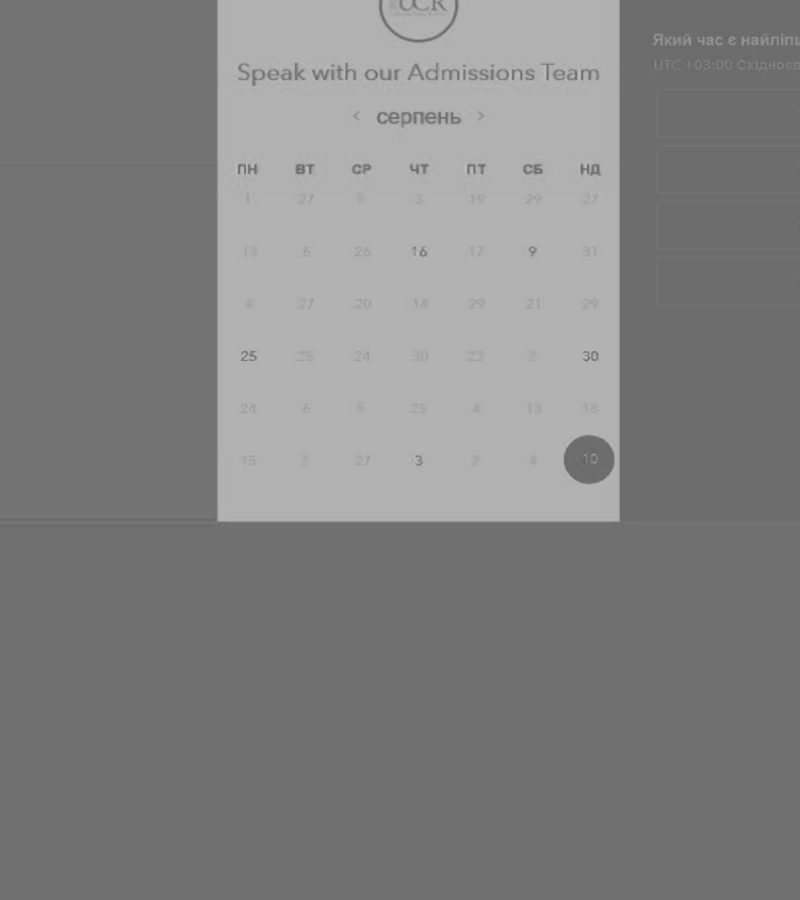 UCR
Speak with our Admissions Team
< серпень >
ПН ВТ СР ЧТ ПТ СБ НД
1 27 5 3 19 29 27
13 6 26 16 17 9 31
4 27 20 14 29 21 29
25 25 24 30 23 2 30
24 6 5 25 4 13 18
15 2 27 3 2 4 10
Який час є найліпш
UTC +03:00 Східноєв